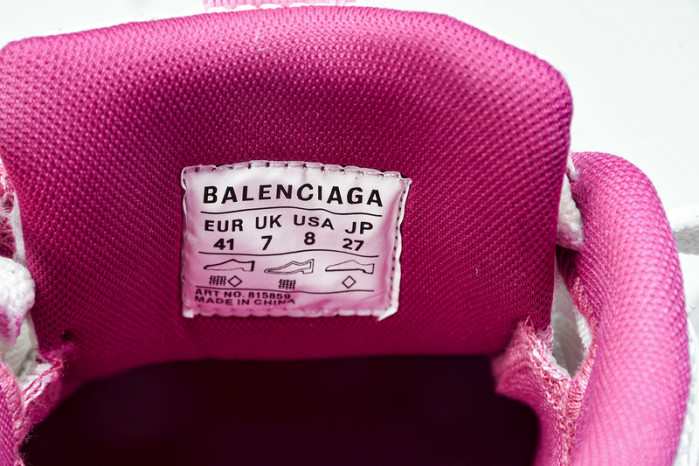 BALENCIAGA
EUR UK USA JP
41 7 8 27
ART NO. 815859
MADE IN CHINA